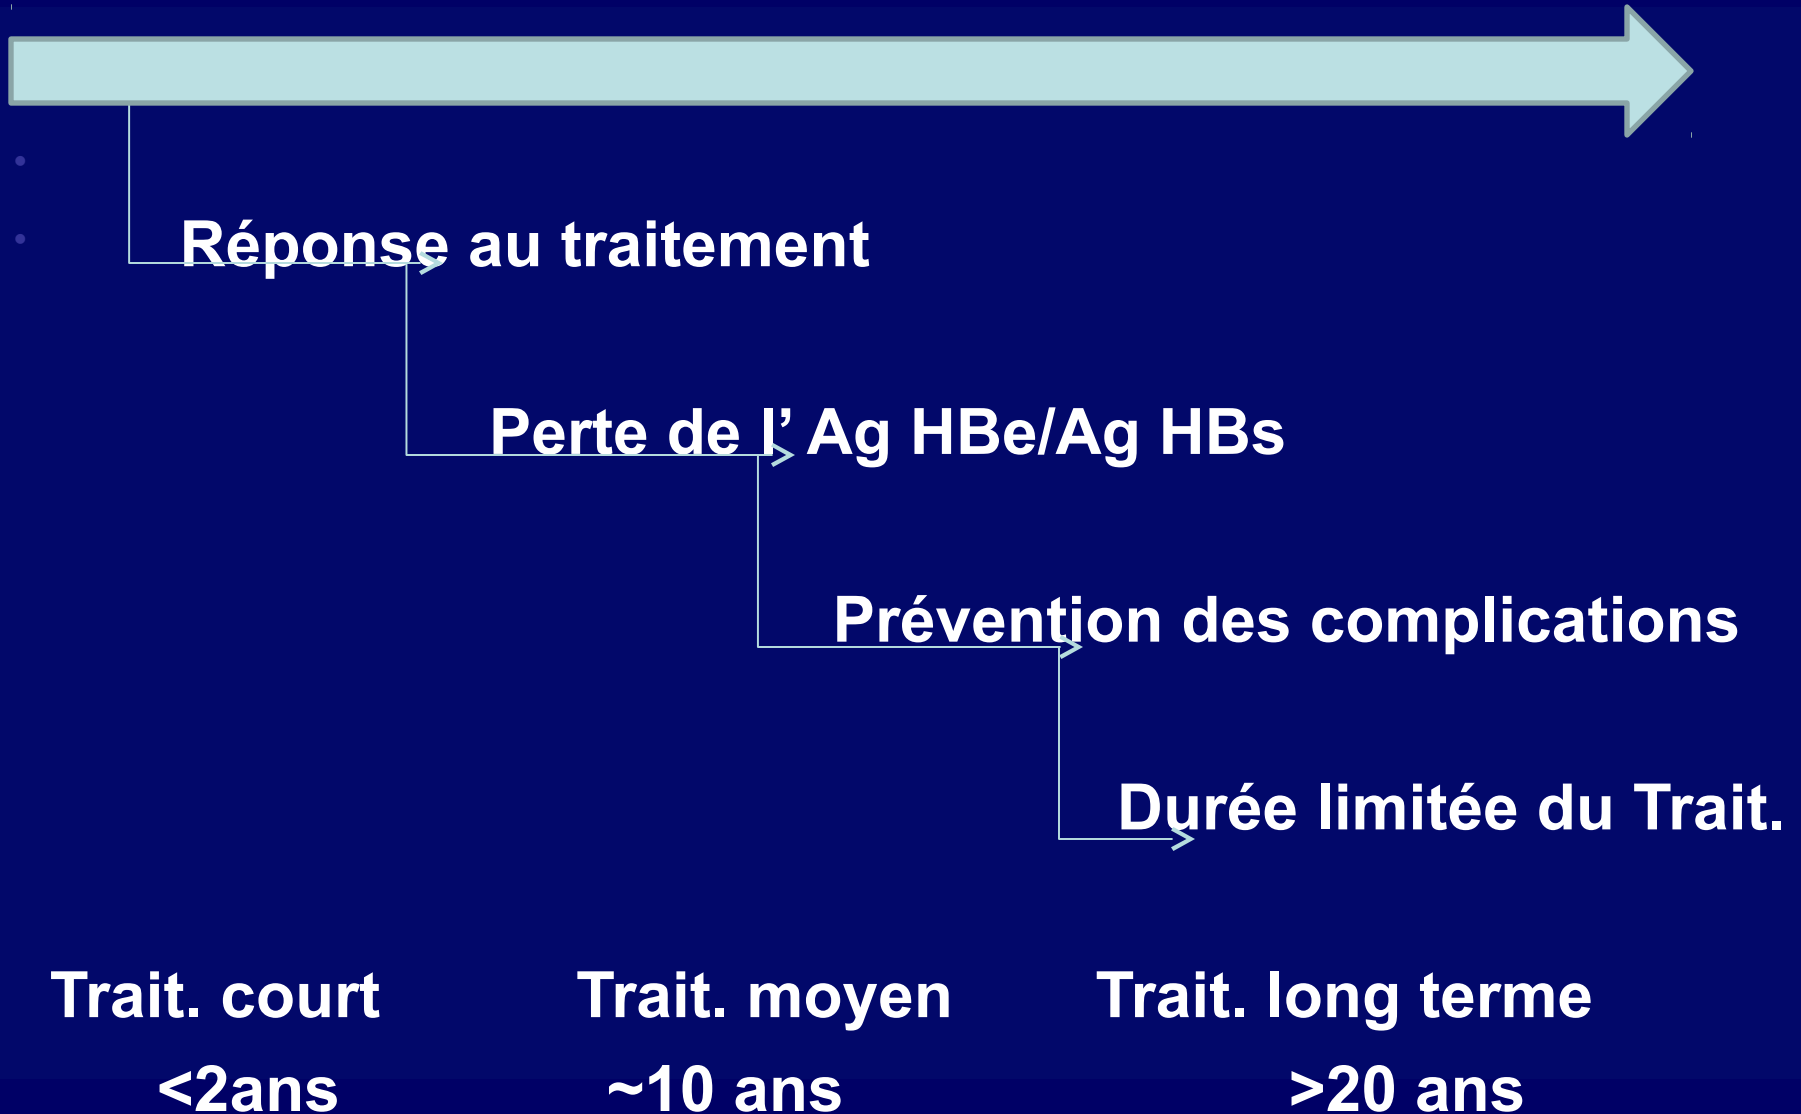 Réponse au traitement
Perte de l’ Ag HBe/Ag HBs
Prévention des complications
Durée limitée du Trait.
Trait. court Trait. moyen Trait. long terme
<2ans ~10 ans >20 ans